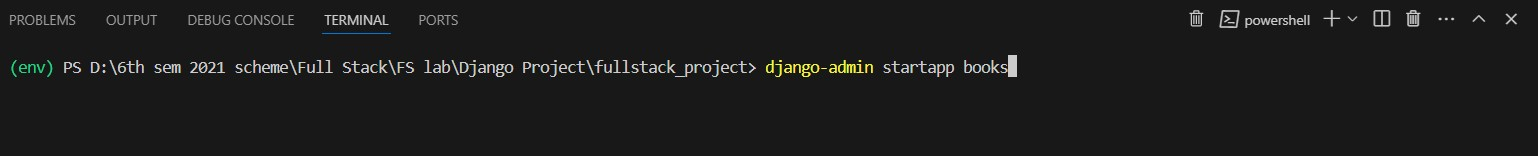 PROBLEMS OUTPUT DEBUG CONSOLE TERMINAL PORTS powershell
(env) PS D:\6th sem 2021 scheme\Full Stack\FS lab\Django Project\fullstack_project> django-admin startapp books